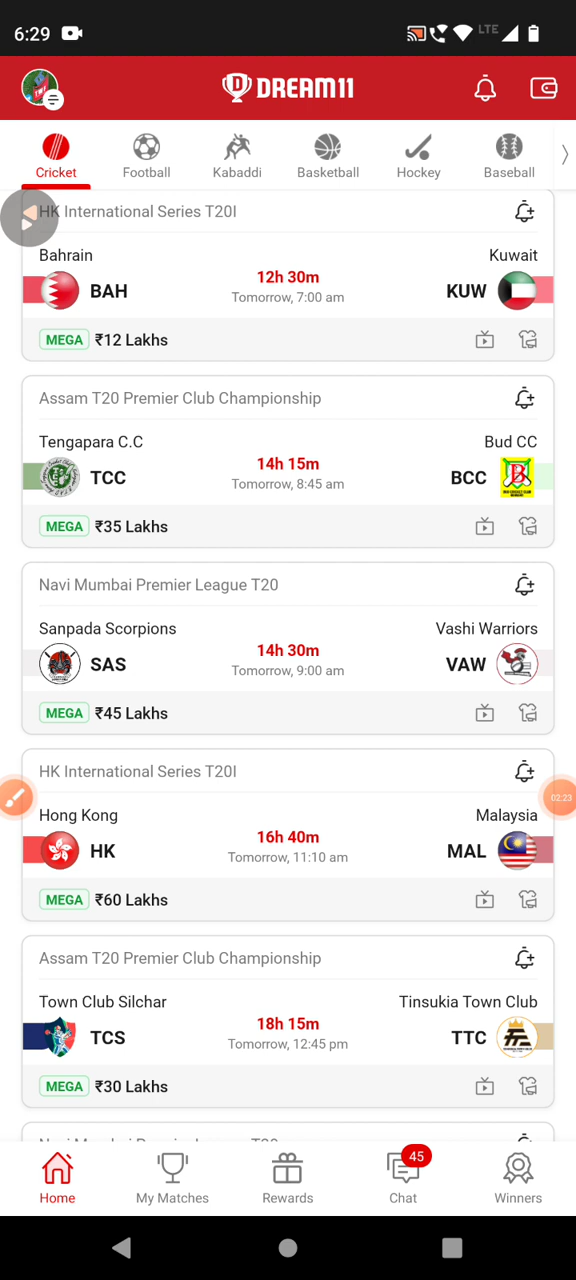 6:29
LTE
DREAM11
Cricket
Football
Kabaddi
Basketball
Hockey
Baseball
HK International Series T20I
Bahrain
Kuwait
BAH
12h 30m
Tomorrow, 7:00 am
KUW
MEGA ₹12 Lakhs
Assam T20 Premier Club Championship
Tengapara C.C
Bud CC
TCC
14h 15m
Tomorrow, 8:45 am
BCC
MEGA ₹35 Lakhs
Navi Mumbai Premier League T20
Sanpada Scorpions
Vashi Warriors
SAS
14h 30m
Tomorrow, 9:00 am
VAW
MEGA ₹45 Lakhs
HK International Series T20I
02:23
Hong Kong
Malaysia
HK
16h 40m
Tomorrow, 11:10 am
MAL
MEGA ₹60 Lakhs
Assam T20 Premier Club Championship
Town Club Silchar
Tinsukia Town Club
TCS
18h 15m
Tomorrow, 12:45 pm
TTC
MEGA ₹30 Lakhs
45
Home
My Matches
Rewards
Chat
Winners